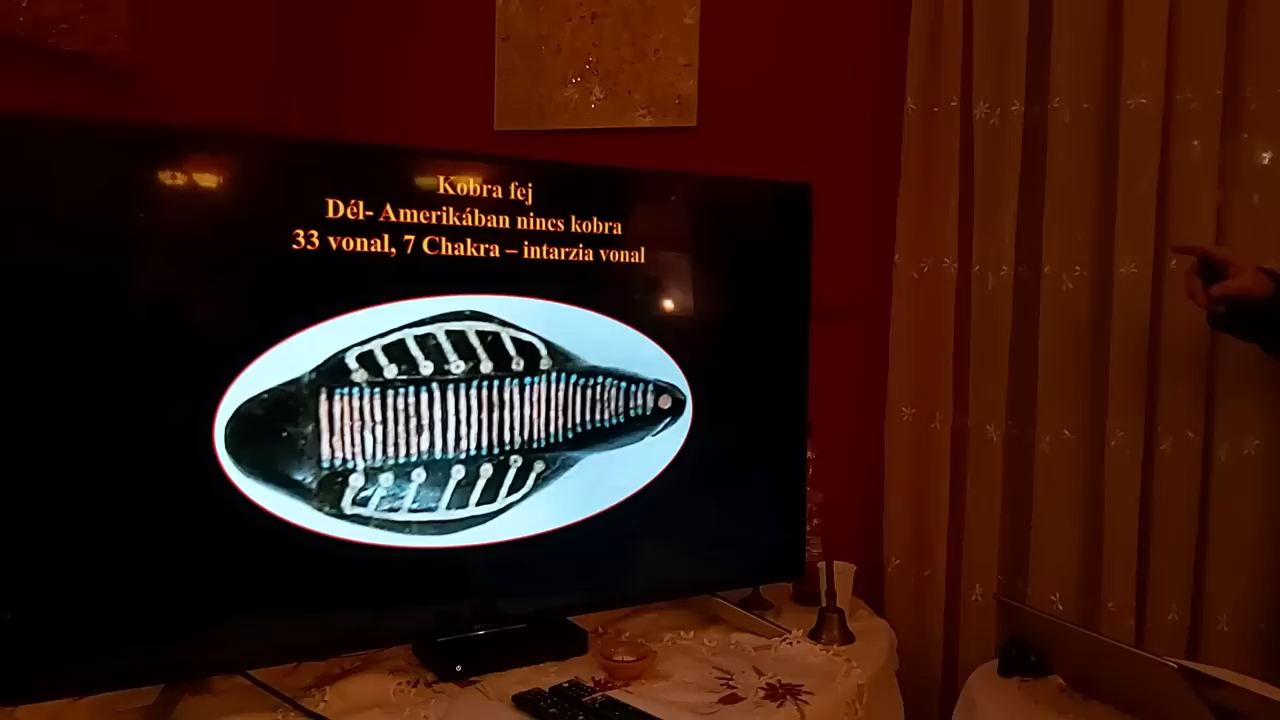 Kobra fej
Dél- Amerikában nincs kobra
33 vonal, 7 Chakra – intarzia vonal